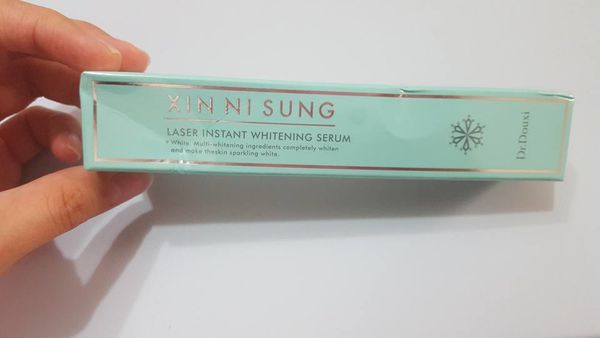 XIN NI SUNG
LASER INSTANT WHITENING SERUM
White Multi-whitening ingredients completely whiten
and make theskin sparkling white.
Dr.Douxi